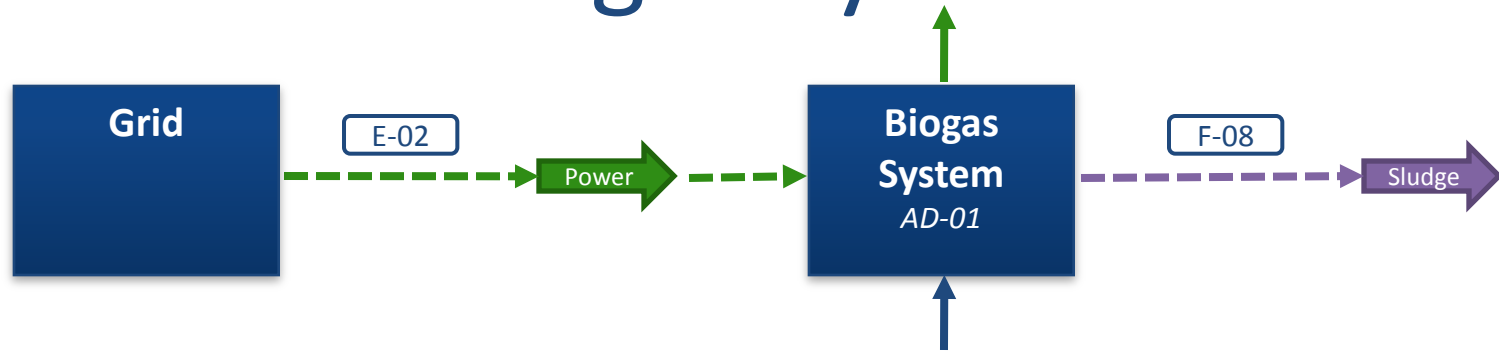 Grid
E-02
Power
Biogas
System
AD-01
F-08
Sludge